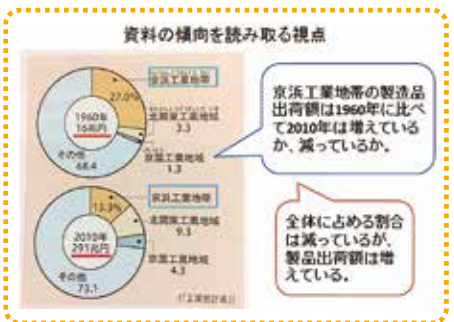 資料の傾向を読み取る視点
京浜工業地帯
27.0%
北関東工業地域
3.3
京葉工業地域
1.3
1960年
16兆円
その他
68.4
京浜工業地帯
13.3%
北関東工業地域
9.3
京葉工業地域
4.3
2010年
291兆円
その他
73.1
(「工業統計表」)
京浜工業地帯の製造品
出荷額は1960年に比べ
て2010年は増えている
か、減っているか。
全体に占める割合
は減っているが、
製品出荷額は増
えている。